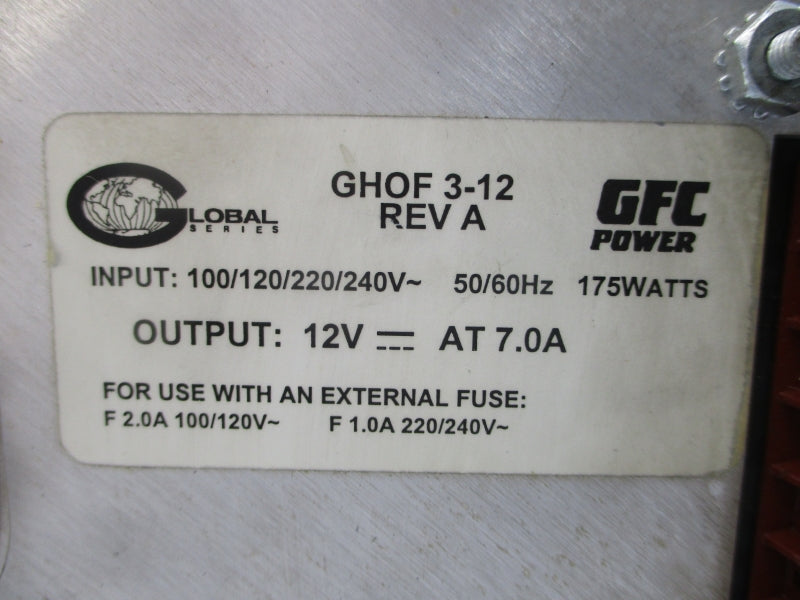 GLOBAL
SERIES
GHOF 3-12
REV A
GFC
POWER
INPUT: 100/120/220/240V~ 50/60Hz 175WATTS
OUTPUT: 12V ⎓ AT 7.0A
FOR USE WITH AN EXTERNAL FUSE:
F 2.0A 100/120V~ F 1.0A 220/240V~